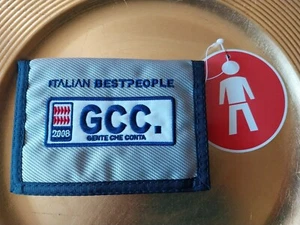 ITALIAN BESTPEOPLE
GCC.
2008
GENTE CHE CONTA